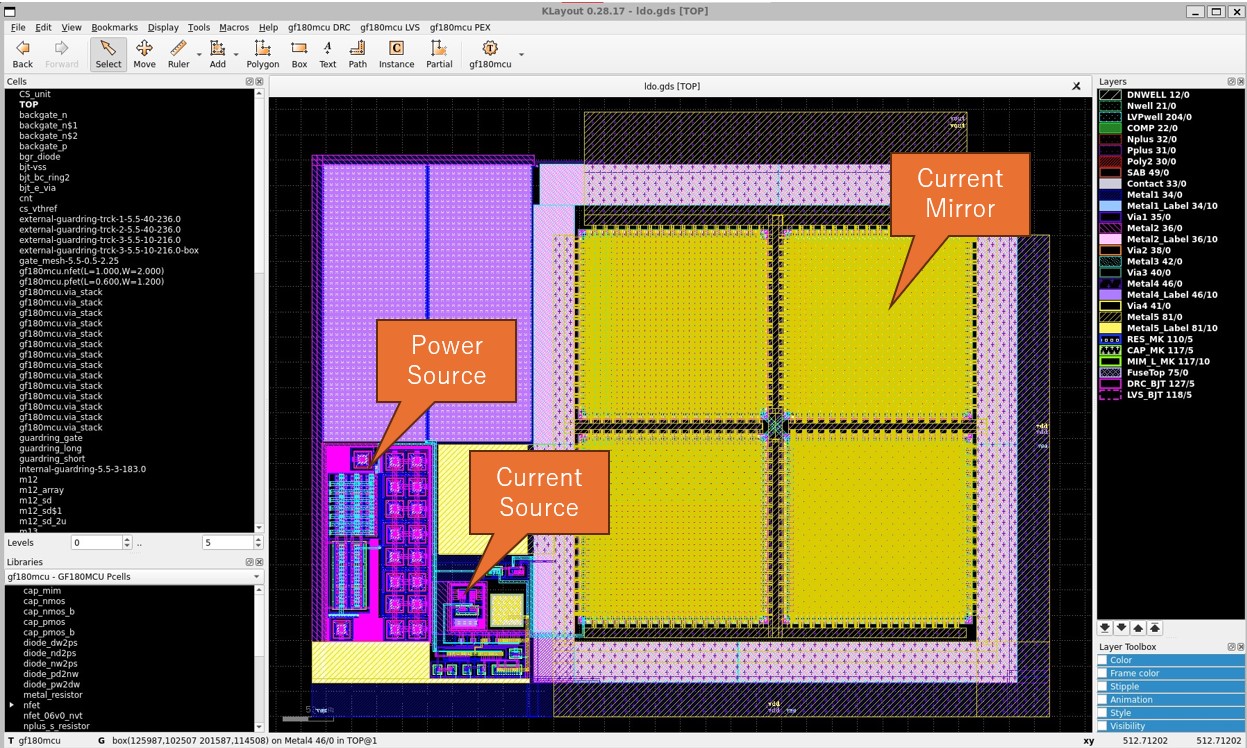 KLayout 0.28.17 - ldo.gds [TOP]
File Edit View Bookmarks Display Tools Macros Help gf180mcu DRC gf180mcu LVS gf180mcu PEX
Back Forward Select Move Ruler Add Polygon Box Text Path Instance Partial gf180mcu
Cells
CS_unit
TOP
backgate_n
backgate_n$1
backgate_n$2
backgate_p
bgr_diode
bjt-vss
bjt_bc_ring2
bjt_e_via
cnt
cs_vthref
external-guardring-trck-1-5.5-40-236.0
external-guardring-trck-2-5.5-40-236.0
external-guardring-trck-3-5.5-10-216.0
external-guardring-trck-3-5.5-10-216.0-box
gate_mesh-5.5-0.5-2.25
gf180mcu.nfet(L=1.000,W=2.000)
gf180mcu.pfet(L=0.600,W=1.200)
gf180mcu.via_stack
gf180mcu.via_stack
gf180mcu.via_stack
gf180mcu.via_stack
gf180mcu.via_stack
gf180mcu.via_stack
gf180mcu.via_stack
gf180mcu.via_stack
gf180mcu.via_stack
gf180mcu.via_stack
gf180mcu.via_stack
gf180mcu.via_stack
gf180mcu.via_stack
gf180mcu.via_stack
guardring_gate
guardring_long
guardring_short
internal-guardring-5.5-3-183.0
m12
m12_array
m12_sd
m12_sd$1
m12_sd_2u
m13
Levels 0 .. 5
Libraries
gf180mcu - GF180MCU Pcells
cap_mim
cap_nmos
cap_nmos_b
cap_pmos
cap_pmos_b
diode_dw2ps
diode_nd2ps
diode_nw2ps
diode_pd2nw
diode_pw2dw
metal_resistor
nfet
nfet_06v0_nvt
nplus_s_resistor
ldo.gds [TOP]
vout
vout
Current
Mirror
Power
Source
Current
Source
vdd
vdd
vdd
Layers
DNWELL 12/0
Nwell 21/0
LVPwell 204/0
COMP 22/0
Nplus 32/0
Pplus 31/0
Poly2 30/0
SAB 49/0
Contact 33/0
Metal1 34/0
Metal1_Label 34/10
Via1 35/0
Metal2 36/0
Metal2_Label 36/10
Via2 38/0
Metal3 42/0
Via3 40/0
Metal4 46/0
Metal4_Label 46/10
Via4 41/0
Metal5 81/0
Metal5_Label 81/10
RES_MK 110/5
CAP_MK 117/5
MIM_L_MK 117/10
FuseTop 75/0
DRC_BJT 127/5
LVS_BJT 118/5
Layer Toolbox
Color
Frame color
Stipple
Animation
Style
Visibility
T gf180mcu G box(125987,102507 201587,114508) on Metal4 46/0 in TOP@1 xy 512.71202 512.71202